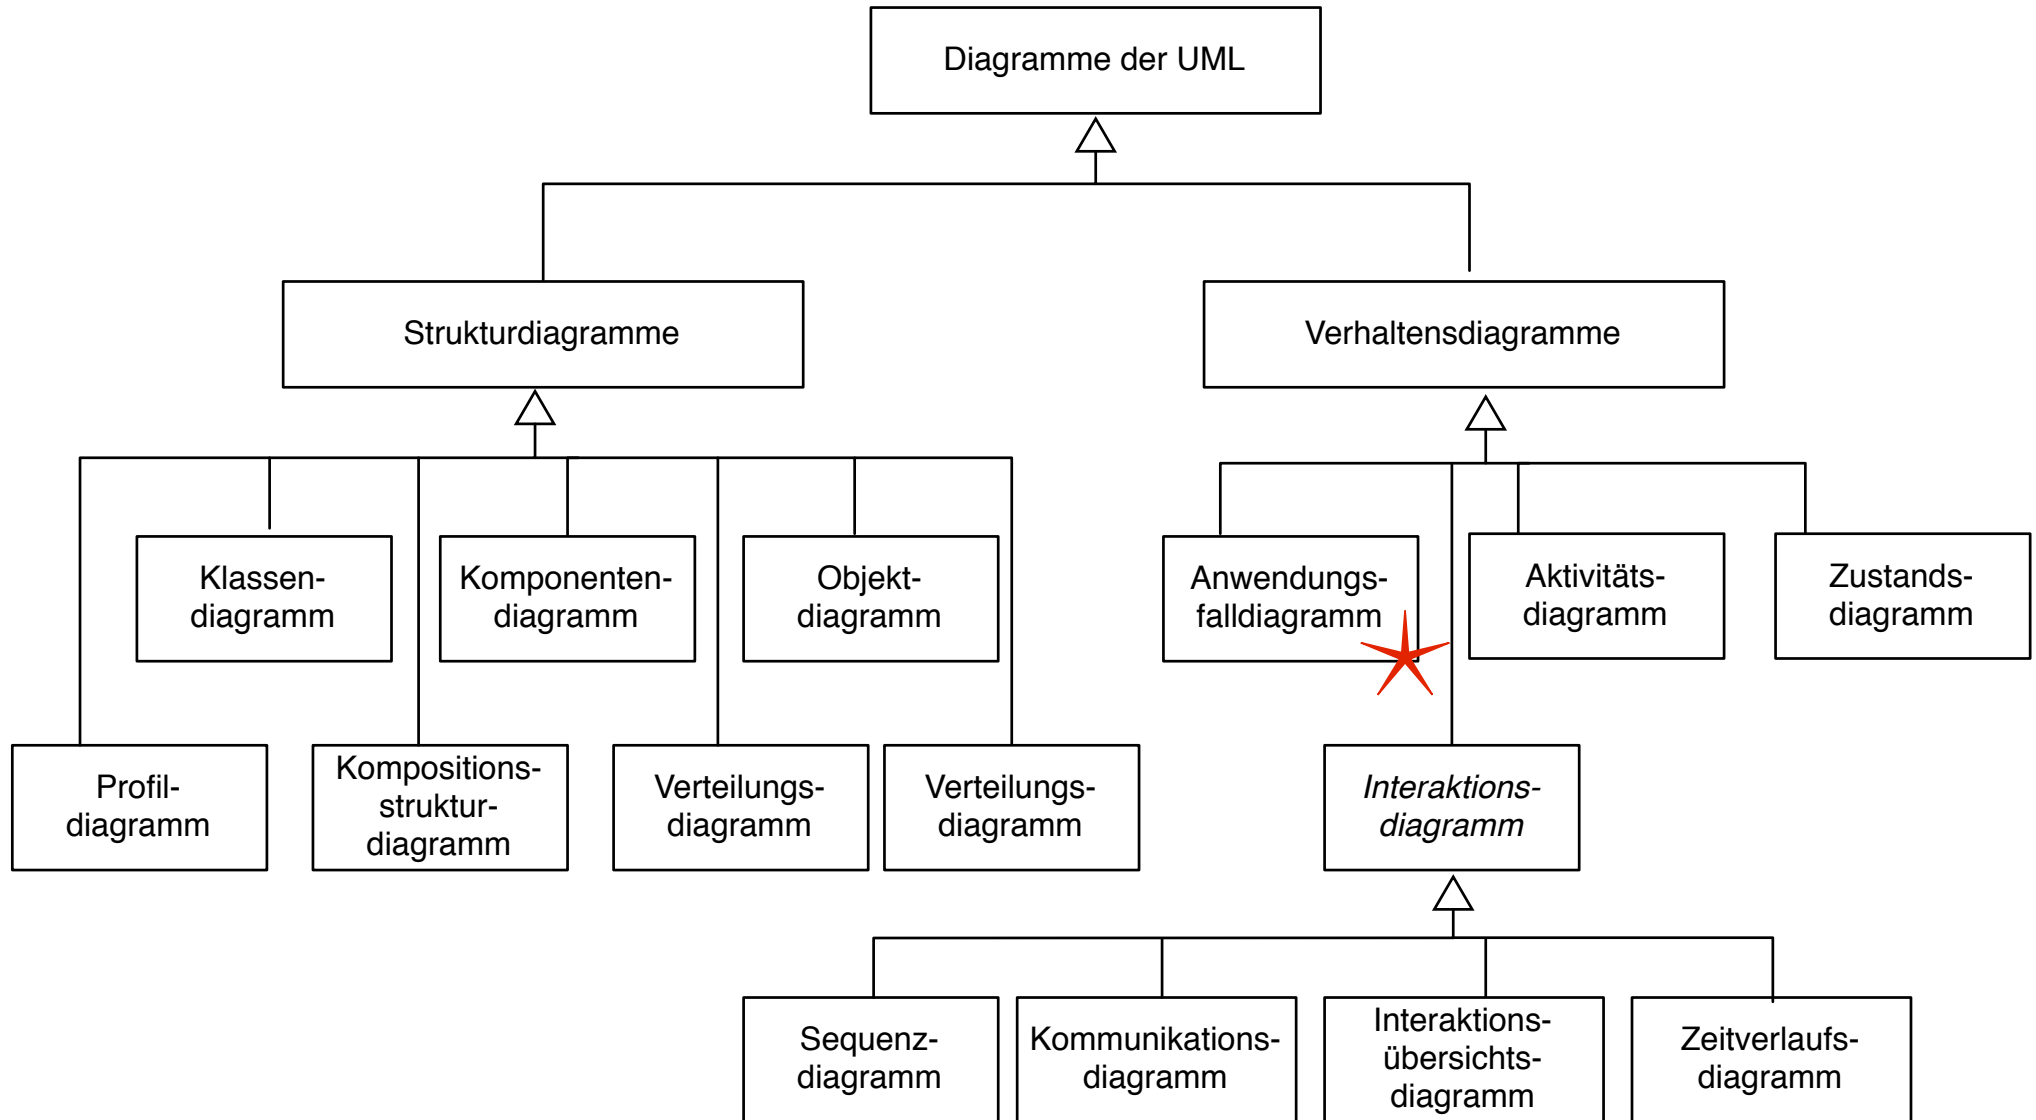 Diagramme der UML
Strukturdiagramme
Verhaltensdiagramme
Klassen-
diagramm
Komponenten-
diagramm
Objekt-
diagramm
Anwendungs-
falldiagramm
Aktivitäts-
diagramm
Zustands-
diagramm
Profil-
diagramm
Kompositions-
struktur-
diagramm
Verteilungs-
diagramm
Verteilungs-
diagramm
Interaktions-
diagramm
Sequenz-
diagramm
Kommunikations-
diagramm
Interaktions-
übersichts-
diagramm
Zeitverlaufs-
diagramm